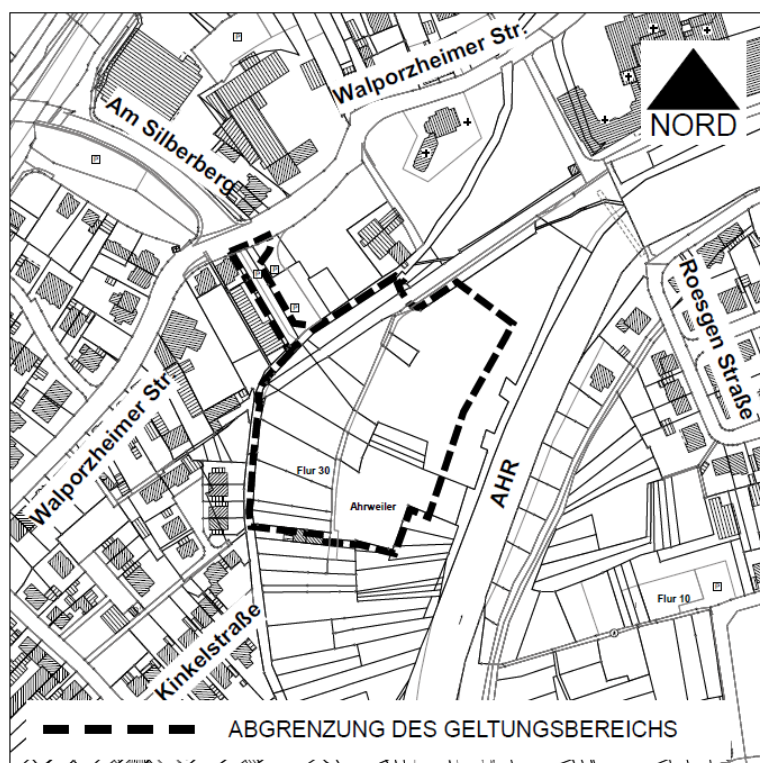 Walporzheimer Str.
Am Silberberg
NORD
P
P
P
P
P
Roesgen Straße
Walporzheimer Str.
Flur 30
Ahrweiler
AHR
Flur 10
P
Kinkelstraße
ABGRENZUNG DES GELTUNGSBEREICHS